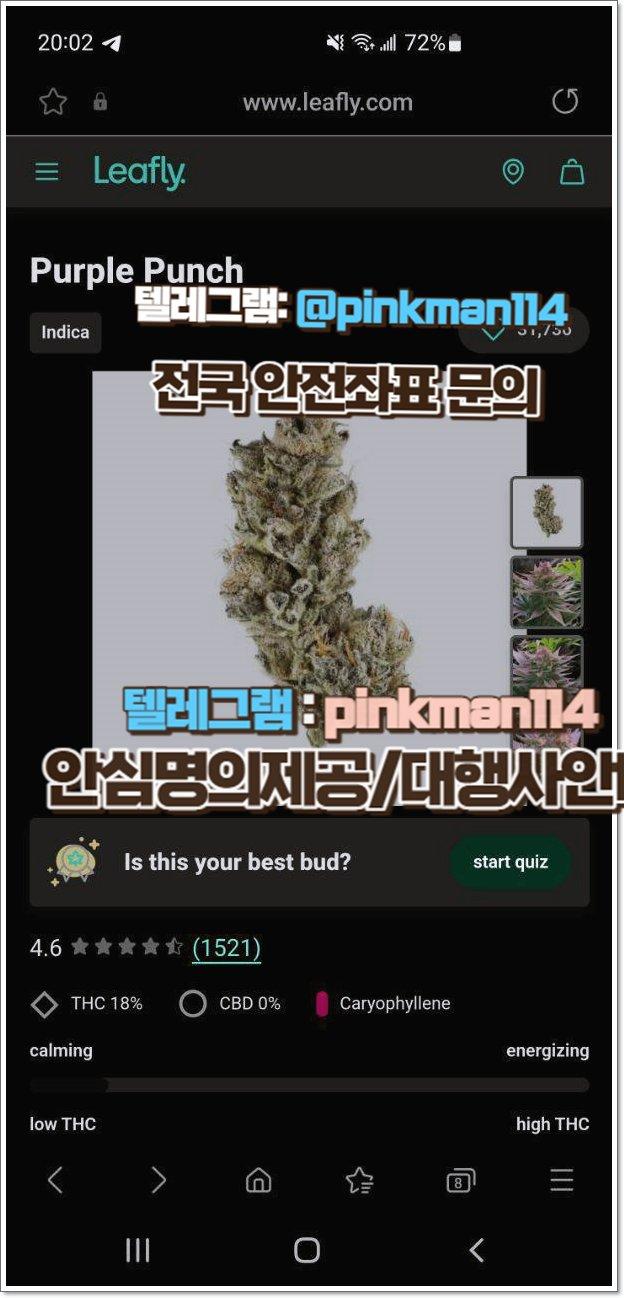 20:02
72%
www.leafly.com
Leafly.
Purple Punch
텔레그램: @pinkman114
Indica
전국 안전좌표 문의
텔레그램 : pinkman114
안심명의제공/대행사안
Is this your best bud?
start quiz
4.6 (1521)
THC 18% CBD 0% Caryophyllene
calming energizing
low THC high THC
8